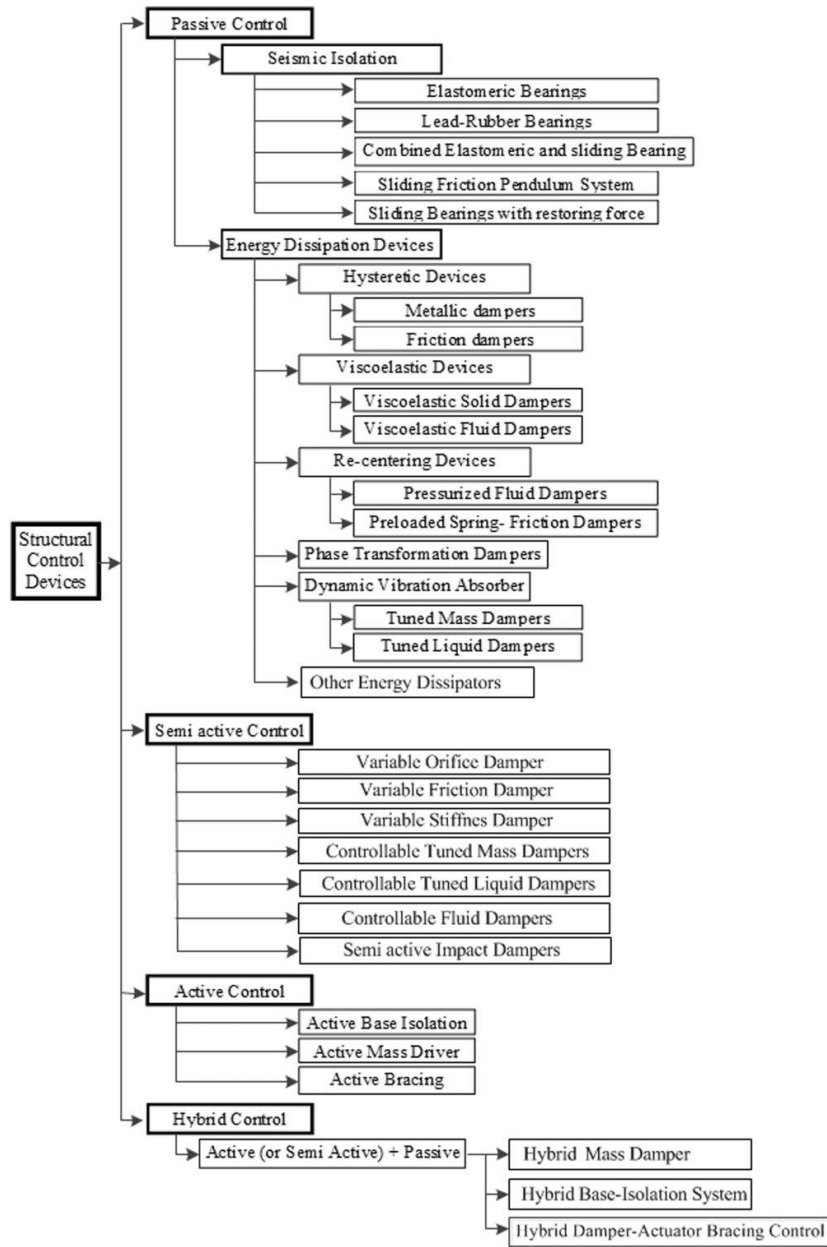 Passive Control
Seismic Isolation
Elastomeric Bearings
Lead-Rubber Bearings
Combined Elastomeric and sliding Bearing
Sliding Friction Pendulum System
Sliding Bearings with restoring force
Energy Dissipation Devices
Hysteretic Devices
Metallic dampers
Friction dampers
Viscoelastic Devices
Viscoelastic Solid Dampers
Viscoelastic Fluid Dampers
Re-centering Devices
Pressurized Fluid Dampers
Preloaded Spring- Friction Dampers
Structural
Control
Devices
Phase Transformation Dampers
Dynamic Vibration Absorber
Tuned Mass Dampers
Tuned Liquid Dampers
Other Energy Dissipators
Semi active Control
Variable Orifice Damper
Variable Friction Damper
Variable Stiffnes Damper
Controllable Tuned Mass Dampers
Controllable Tuned Liquid Dampers
Controllable Fluid Dampers
Semi active Impact Dampers
Active Control
Active Base Isolation
Active Mass Driver
Active Bracing
Hybrid Control
Active (or Semi Active) + Passive
Hybrid Mass Damper
Hybrid Base-Isolation System
Hybrid Damper-Actuator Bracing Control